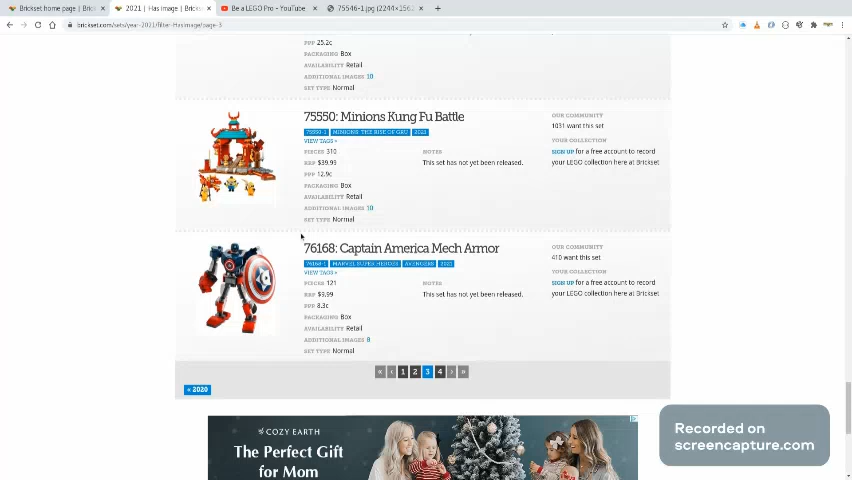 Brickset home page | Bric
2021 | Has image | Brickse
Be a LEGO Pro - YouTube
75546-1.jpg (2244×1562
brickset.com/sets/year-2021/filter-HasImage/page-3
PPP 25.2c
PACKAGING Box
AVAILABILITY Retail
ADDITIONAL IMAGES 10
SET TYPE Normal
75550: Minions Kung Fu Battle
75550-1 MINIONS: THE RISE OF GRU 2021
VIEW TAGS »
PIECES 310
RRP $39.99
PPP 12.9c
PACKAGING Box
AVAILABILITY Retail
ADDITIONAL IMAGES 10
SET TYPE Normal
NOTES
This set has not yet been released.
OUR COMMUNITY
1031 want this set
YOUR COLLECTION
SIGN UP for a free account to record
your LEGO collection here at Brickset
76168: Captain America Mech Armor
76168-1 MARVEL SUPER HEROES AVENGERS 2021
VIEW TAGS »
PIECES 121
RRP $9.99
PPP 8.3c
PACKAGING Box
AVAILABILITY Retail
ADDITIONAL IMAGES 8
SET TYPE Normal
NOTES
This set has not yet been released.
OUR COMMUNITY
410 want this set
YOUR COLLECTION
SIGN UP for a free account to record
your LEGO collection here at Brickset
« ‹ 1 2 3 4 › »
« 2020
COZY EARTH
The Perfect Gift
for Mom
Recorded on
screencapture.com